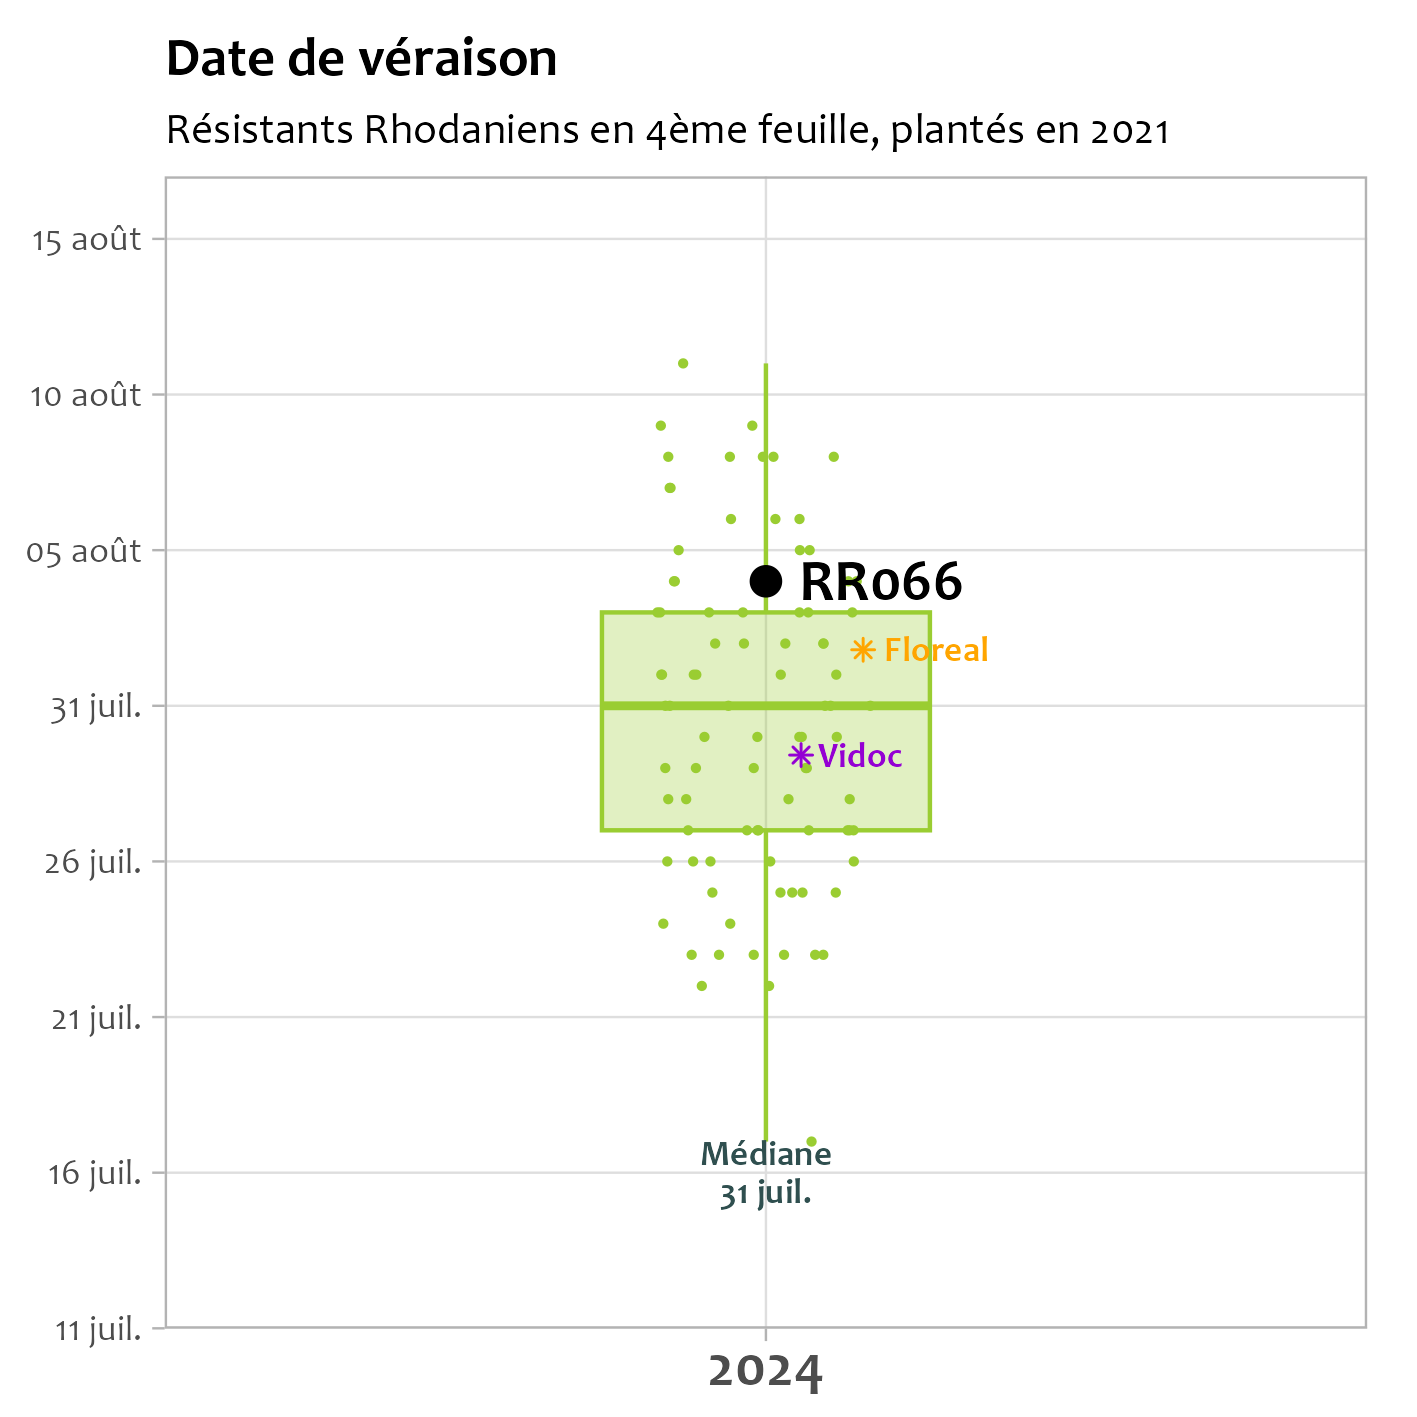 Date de véraison
Résistants Rhodaniens en 4ème feuille, plantés en 2021
15 août
10 août
05 août
RR066
Floreal
31 juil.
Vidoc
26 juil.
21 juil.
Médiane
16 juil.
31 juil.
11 juil.
2024